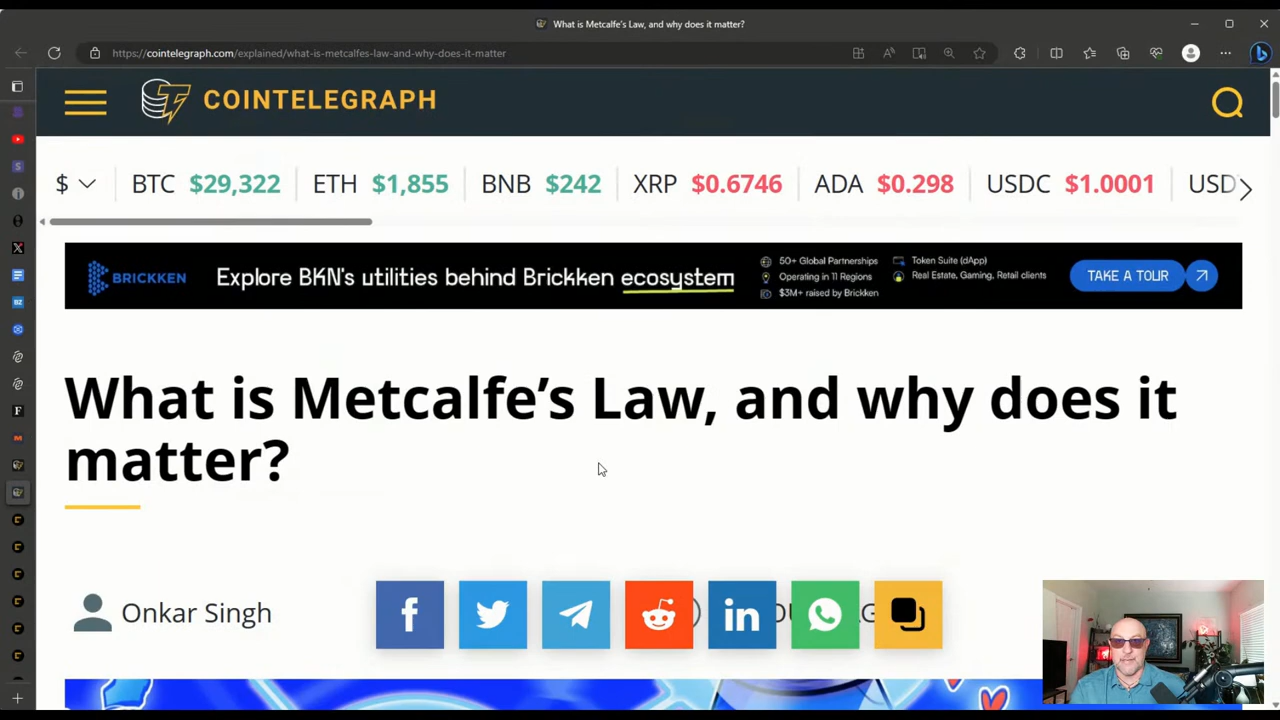 What is Metcalfe's Law, and why does it matter?
https://cointelegraph.com/explained/what-is-metcalfes-law-and-why-does-it-matter
COINTELEGRAPH
$ BTC $29,322 ETH $1,855 BNB $242 XRP $0.6746 ADA $0.298 USDC $1.0001 USD
BRICKKEN
Explore BKN's utilities behind Brickken ecosystem
50+ Global Partnerships
Operating in 11 Regions
$3M+ raised by Brickken
Token Suite (dApp)
Real Estate, Gaming, Retail clients
TAKE A TOUR
What is Metcalfe's Law, and why does it
matter?
Onkar Singh